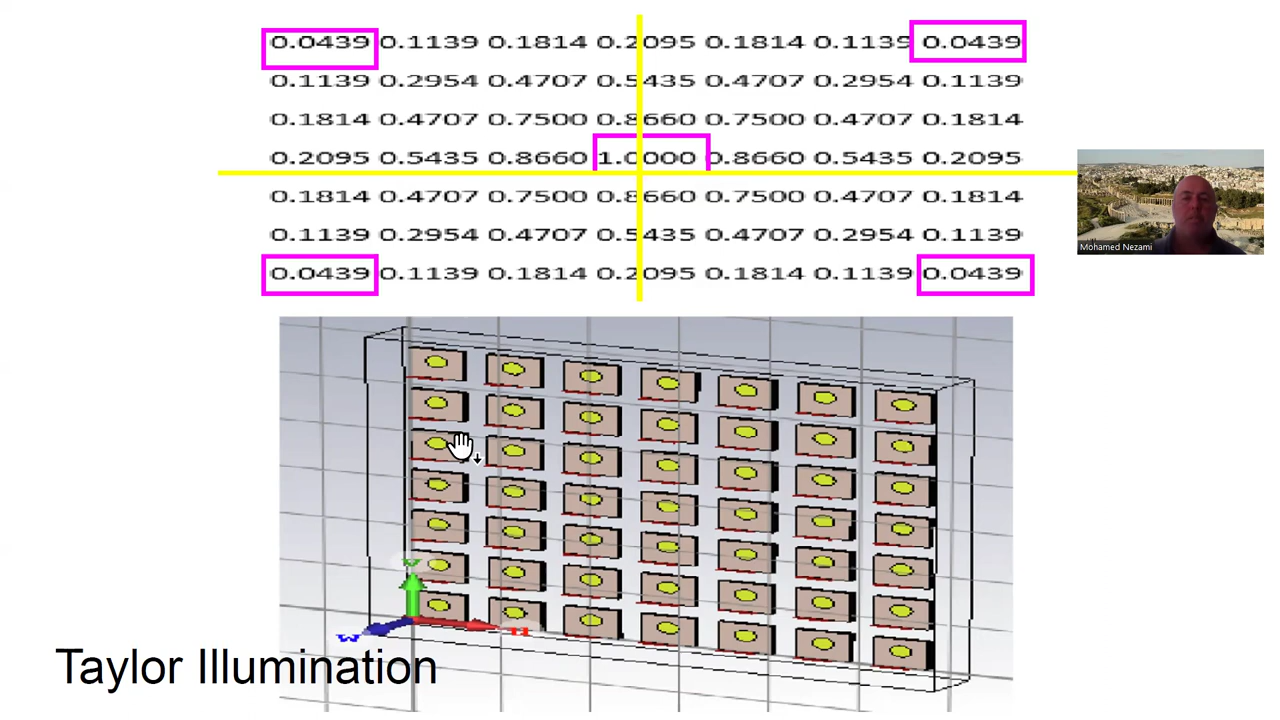 0.0439 0.1139 0.1814 0.2095 0.1814 0.1139 0.0439
0.1139 0.2954 0.4707 0.5435 0.4707 0.2954 0.1139
0.1814 0.4707 0.7500 0.8660 0.7500 0.4707 0.1814
0.2095 0.5435 0.8660 1.0000 0.8660 0.5435 0.2095
0.1814 0.4707 0.7500 0.8660 0.7500 0.4707 0.1814
0.1139 0.2954 0.4707 0.5435 0.4707 0.2954 0.1139
0.0439 0.1139 0.1814 0.2095 0.1814 0.1139 0.0439
Mohamed Nezami
w
Taylor Illumination